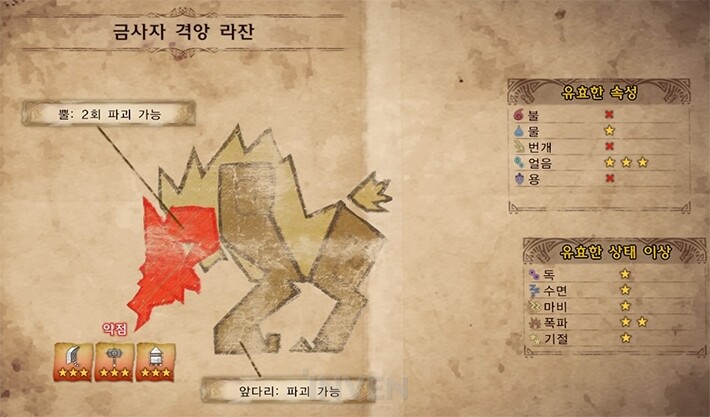 금사자 격앙 라잔
뿔: 2회 파괴 가능
약점
앞다리: 파괴 가능
유효한 속성
불
물
번개
얼음
용
유효한 상태 이상
독
수면
마비
폭파
기절